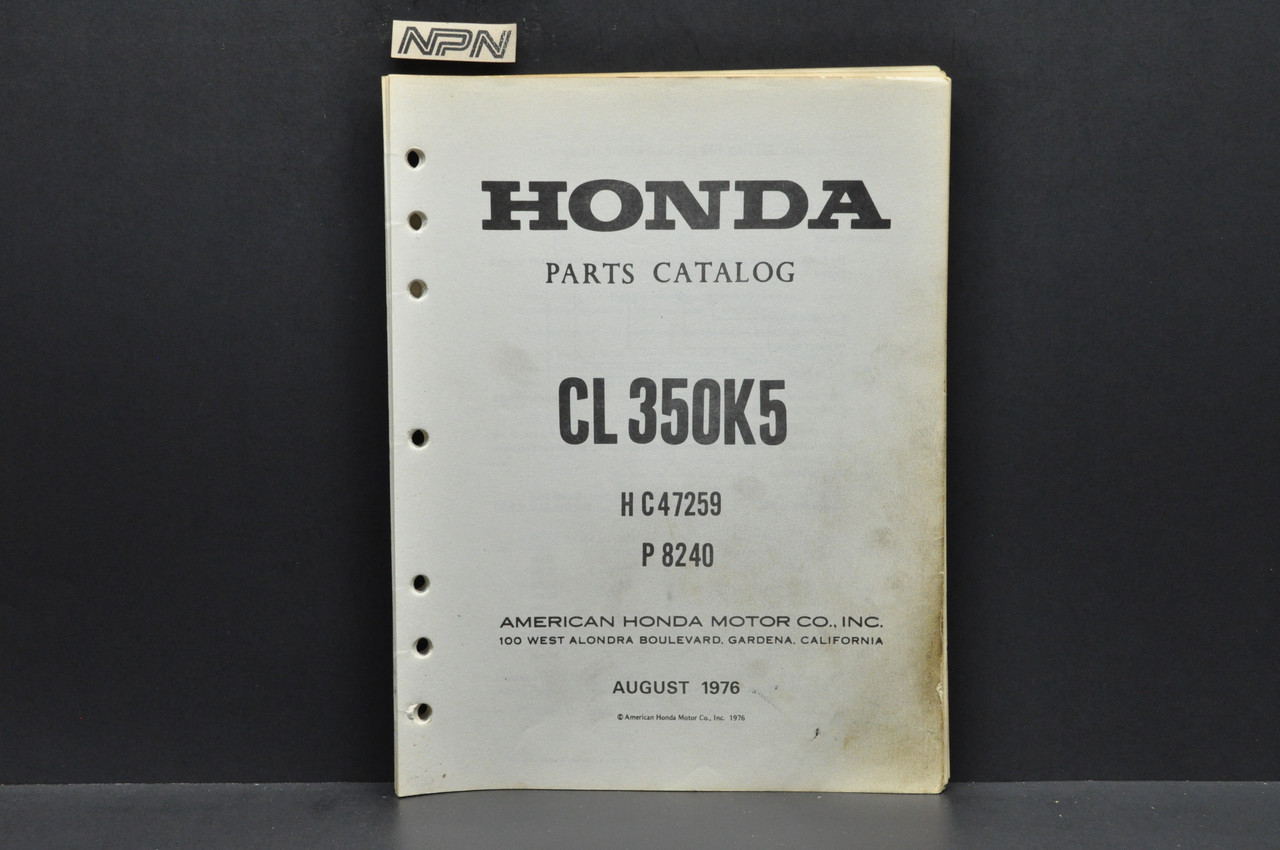 NPN
HONDA
PARTS CATALOG
CL 350K5
H C47259
P 8240
AMERICAN HONDA MOTOR CO., INC.
100 WEST ALONDRA BOULEVARD, GARDENA, CALIFORNIA
AUGUST 1976
© American Honda Motor Co., Inc. 1976